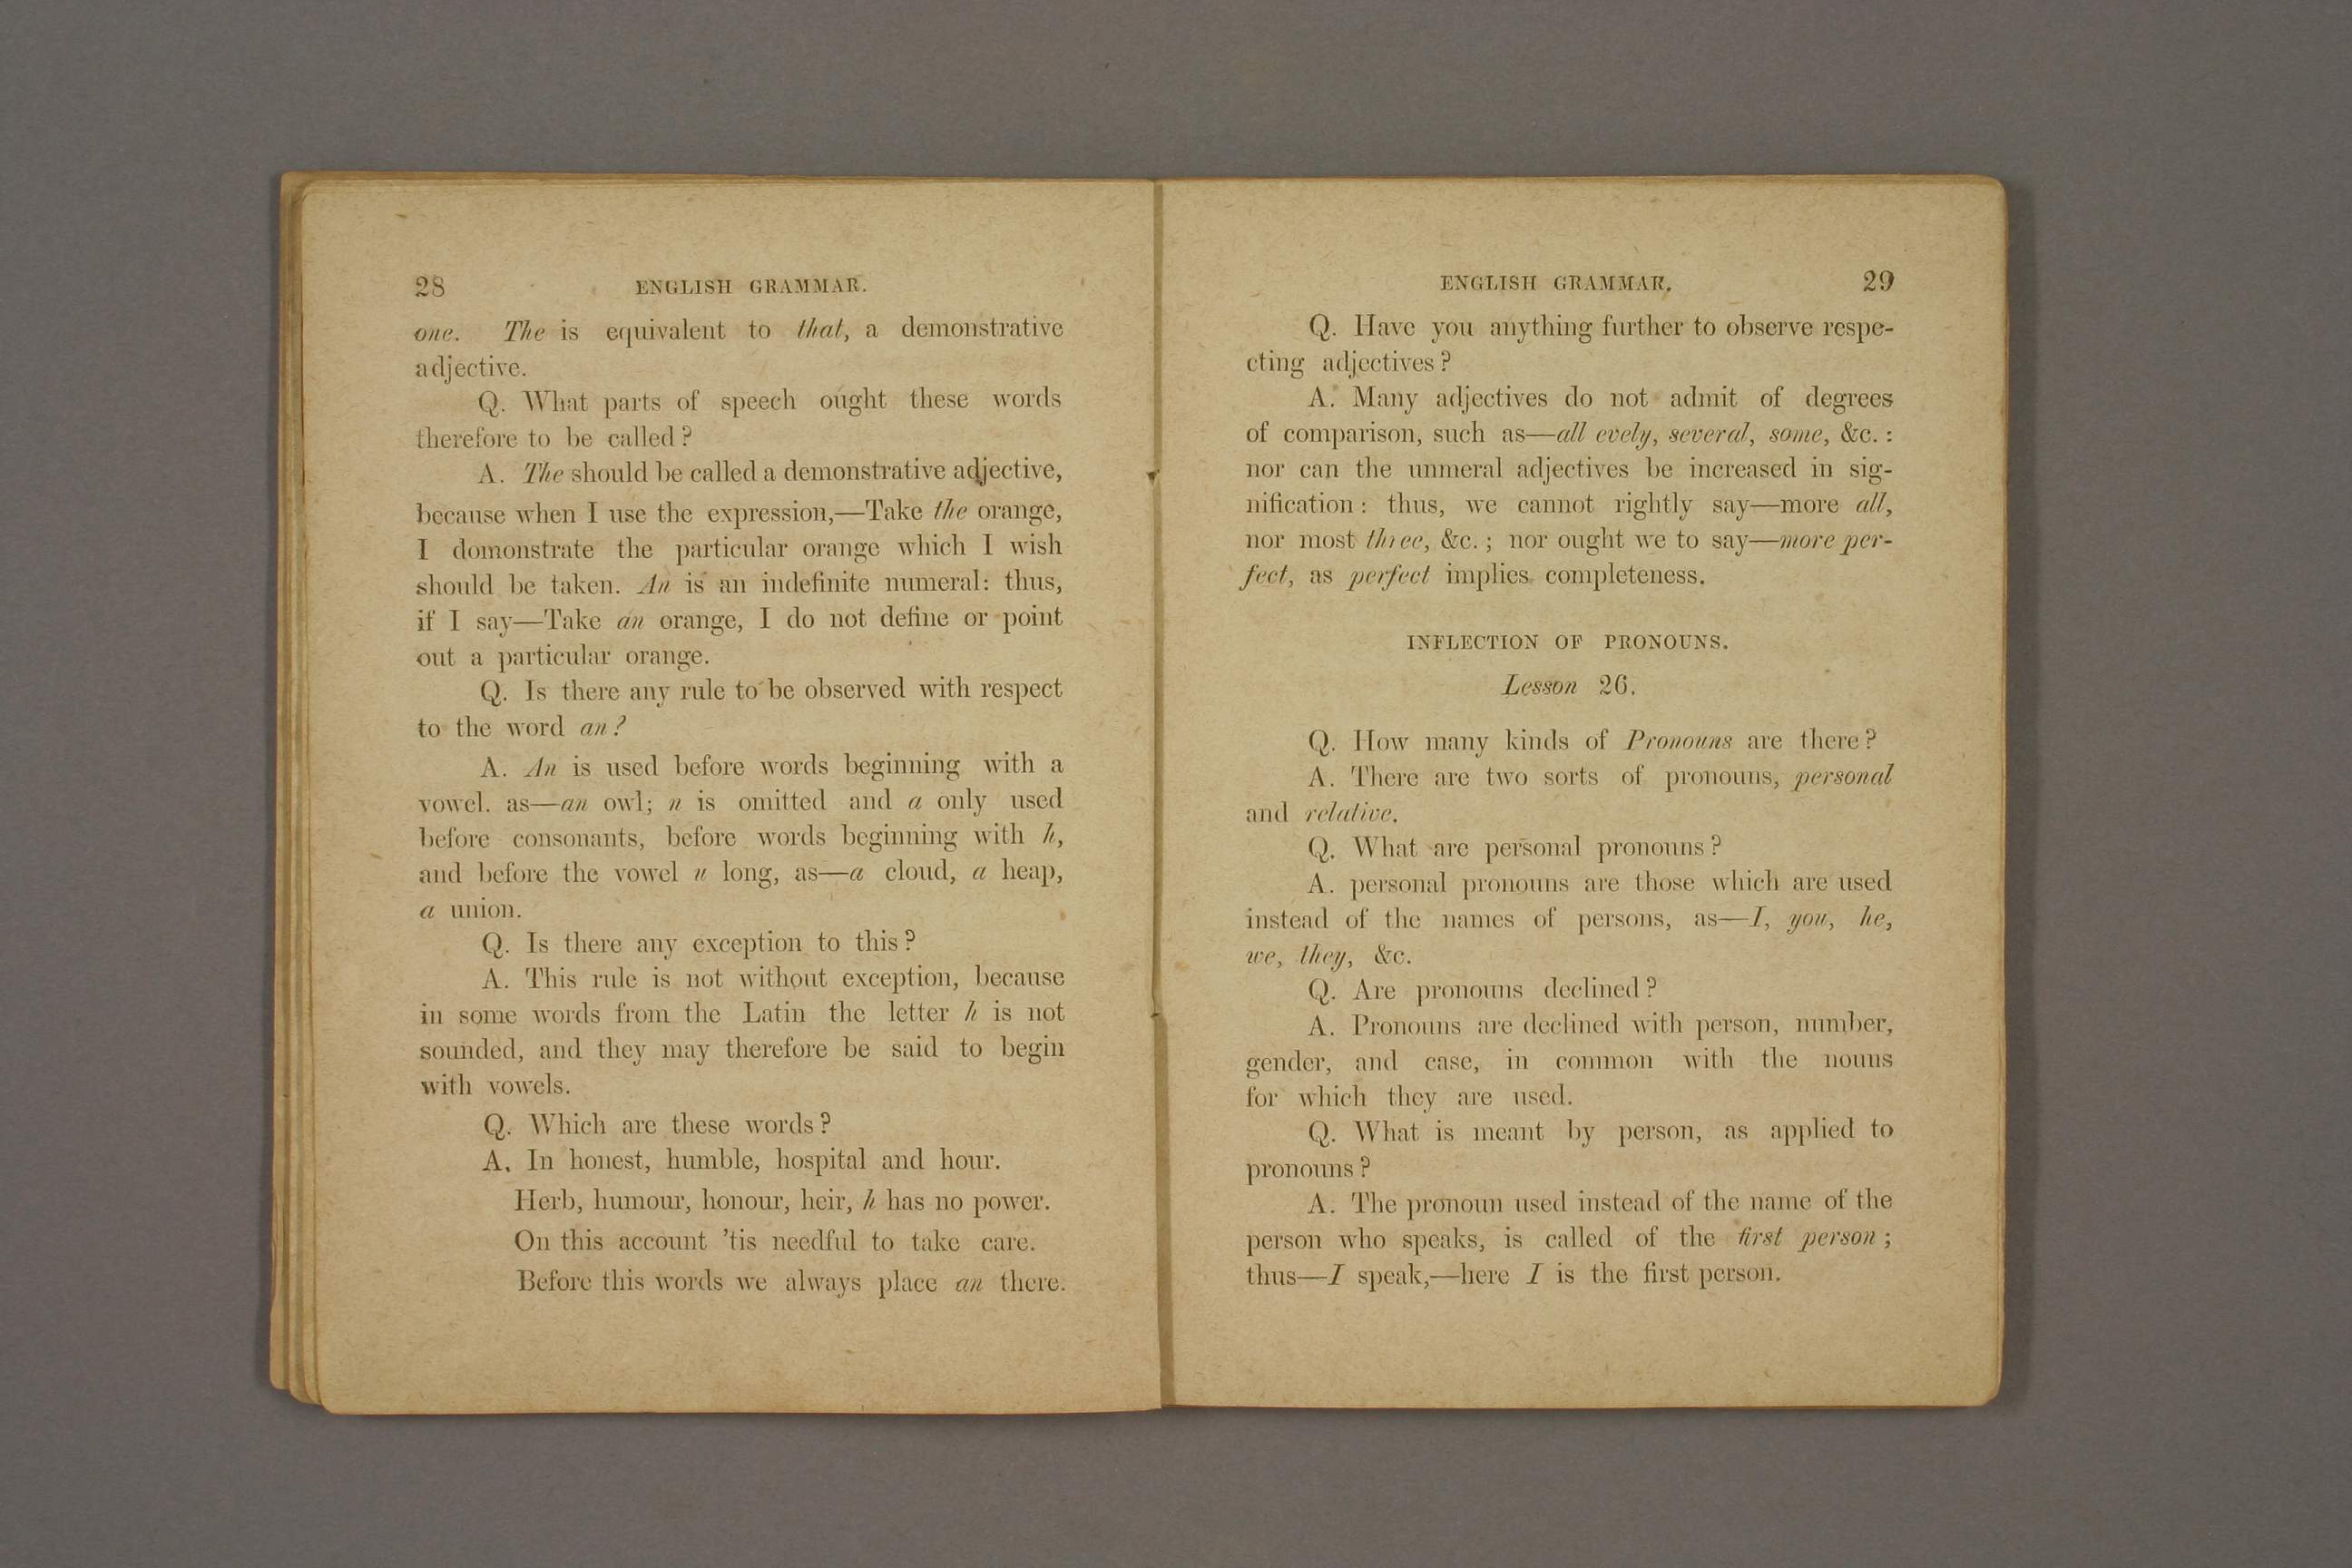 28 ENGLISH GRAMMAR.
one. The is equivalent to that, a demonstrative
adjective.
Q. What parts of speech ought these words
therefore to be called?
A. The should be called a demonstrative adjective,
because when I use the expression,—Take the orange,
I domonstrate the particular orange which I wish
should be taken. An is an indefinite numeral: thus,
if I say—Take an orange, I do not define or point
out a particular orange.
Q. Is there any rule to be observed with respect
to the word an?
A. An is used before words beginning with a
vowel. as—an owl; n is omitted and a only used
before consonants, before words beginning with h,
and before the vowel u long, as—a cloud, a heap,
a union.
Q. Is there any exception to this?
A. This rule is not without exception, because
in some words from the Latin the letter h is not
sounded, and they may therefore be said to begin
with vowels.
Q. Which are these words?
A. In honest, humble, hospital and hour.
Herb, humour, honour, heir, h has no power.
On this account 'tis needful to take care.
Before this words we always place an there.
ENGLISH GRAMMAR. 29
Q. Have you anything further to observe respe-
cting adjectives?
A. Many adjectives do not admit of degrees
of comparison, such as—all evely, several, some, &c. :
nor can the unmeral adjectives be increased in sig-
nification: thus, we cannot rightly say—more all,
nor most three, &c. ; nor ought we to say—more per-
fect, as perfect implies completeness.
INFLECTION OF PRONOUNS.
Lesson 26.
Q. How many kinds of Pronouns are there?
A. There are two sorts of pronouns, personal
and relative.
Q. What are personal pronouns?
A. personal pronouns are those which are used
instead of the names of persons, as—I, you, he,
we, they, &c.
Q. Are pronouns declined?
A. Pronouns are declined with person, number,
gender, and case, in common with the nouns
for which they are used.
Q. What is meant by person, as applied to
pronouns?
A. The pronoun used instead of the name of the
person who speaks, is called of the first person ;
thus—I speak,—here I is the first person.